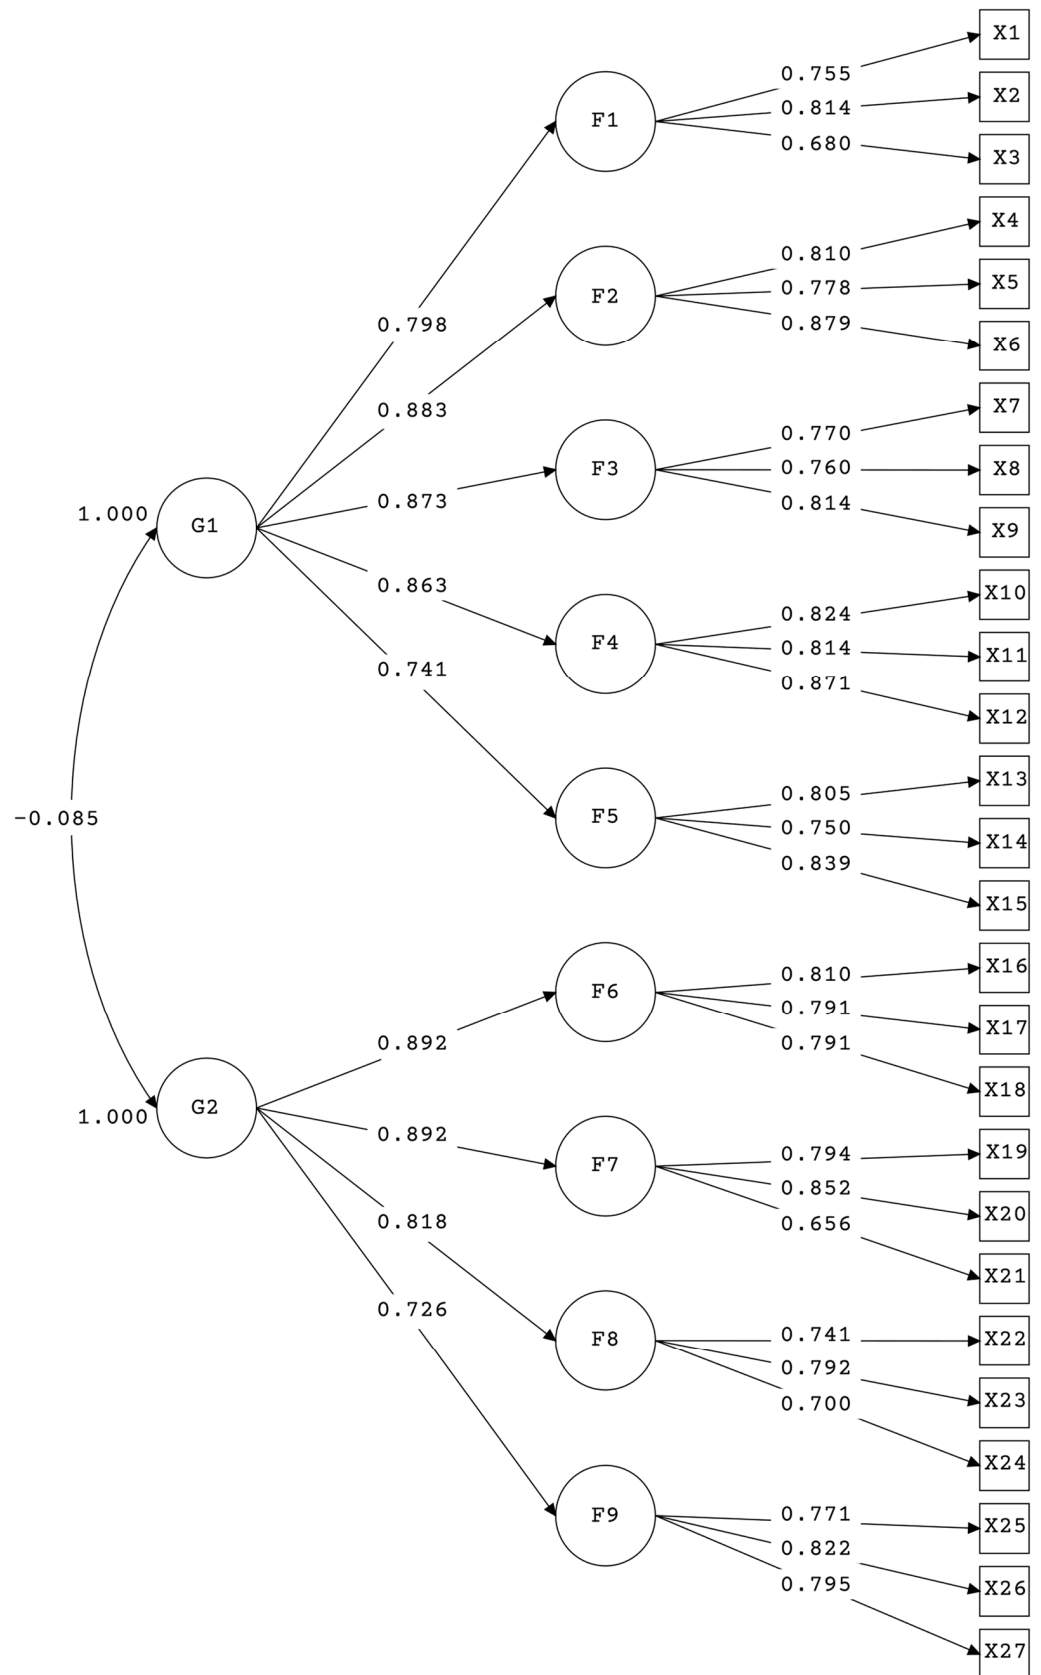 X1
0.755
X2
F1
0.814
0.680
X3
X4
0.810
X5
F2
0.778
0.798
0.879
X6
X7
0.883
0.770
F3
0.760
X8
0.873
0.814
1.000
G1
X9
0.863
X10
0.824
F4
0.814
X11
0.741
0.871
X12
X13
0.805
-0.085
F5
0.750
X14
0.839
X15
X16
0.810
F6
0.791
X17
0.892
0.791
X18
G2
1.000
0.892
0.794
X19
F7
0.852
X20
0.818
0.656
X21
0.726
0.741
X22
F8
0.792
X23
0.700
X24
0.771
X25
F9
0.822
X26
0.795
X27